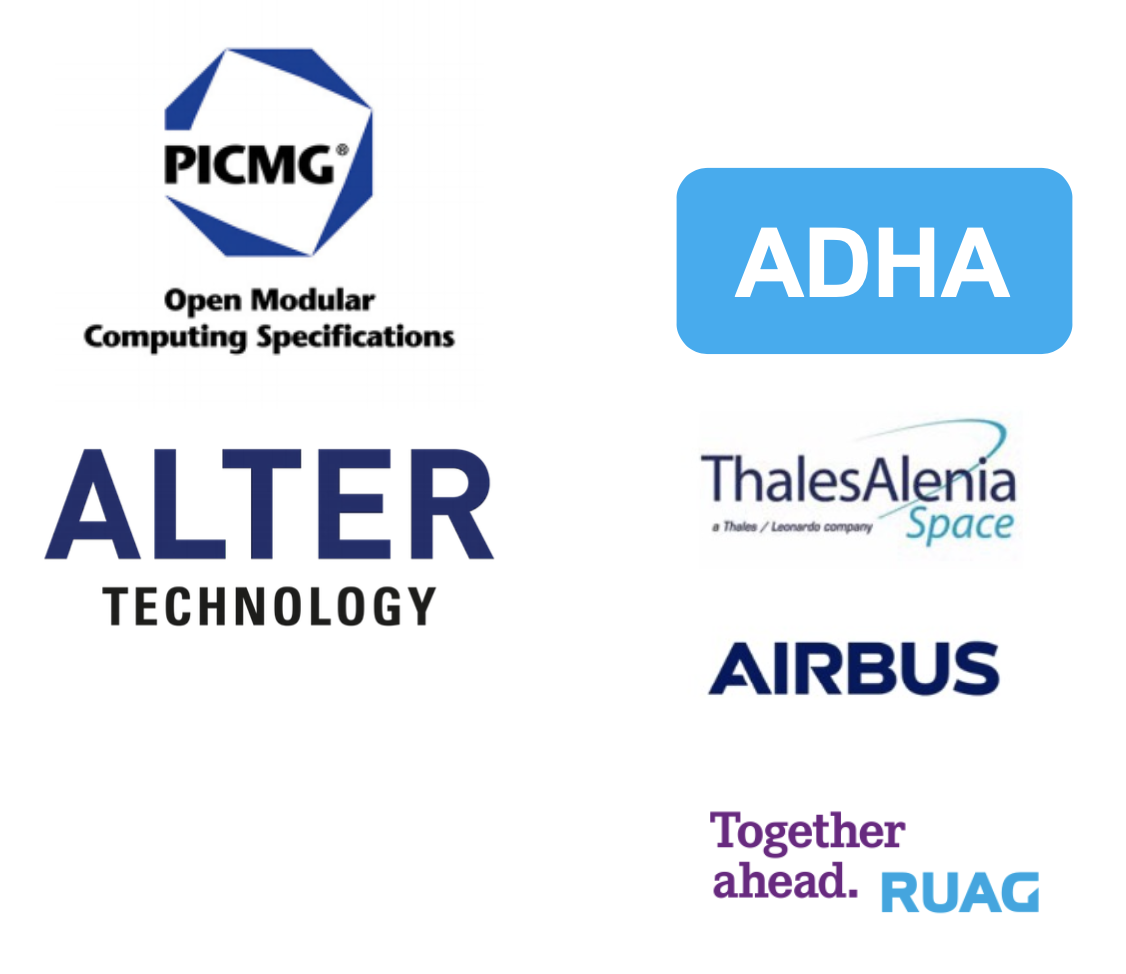 PICMG®
Open Modular
Computing Specifications
ALTER
TECHNOLOGY
ADHA
ThalesAlenia
a Thales / Leonardo company
Space
AIRBUS
Together
ahead.
RUAG